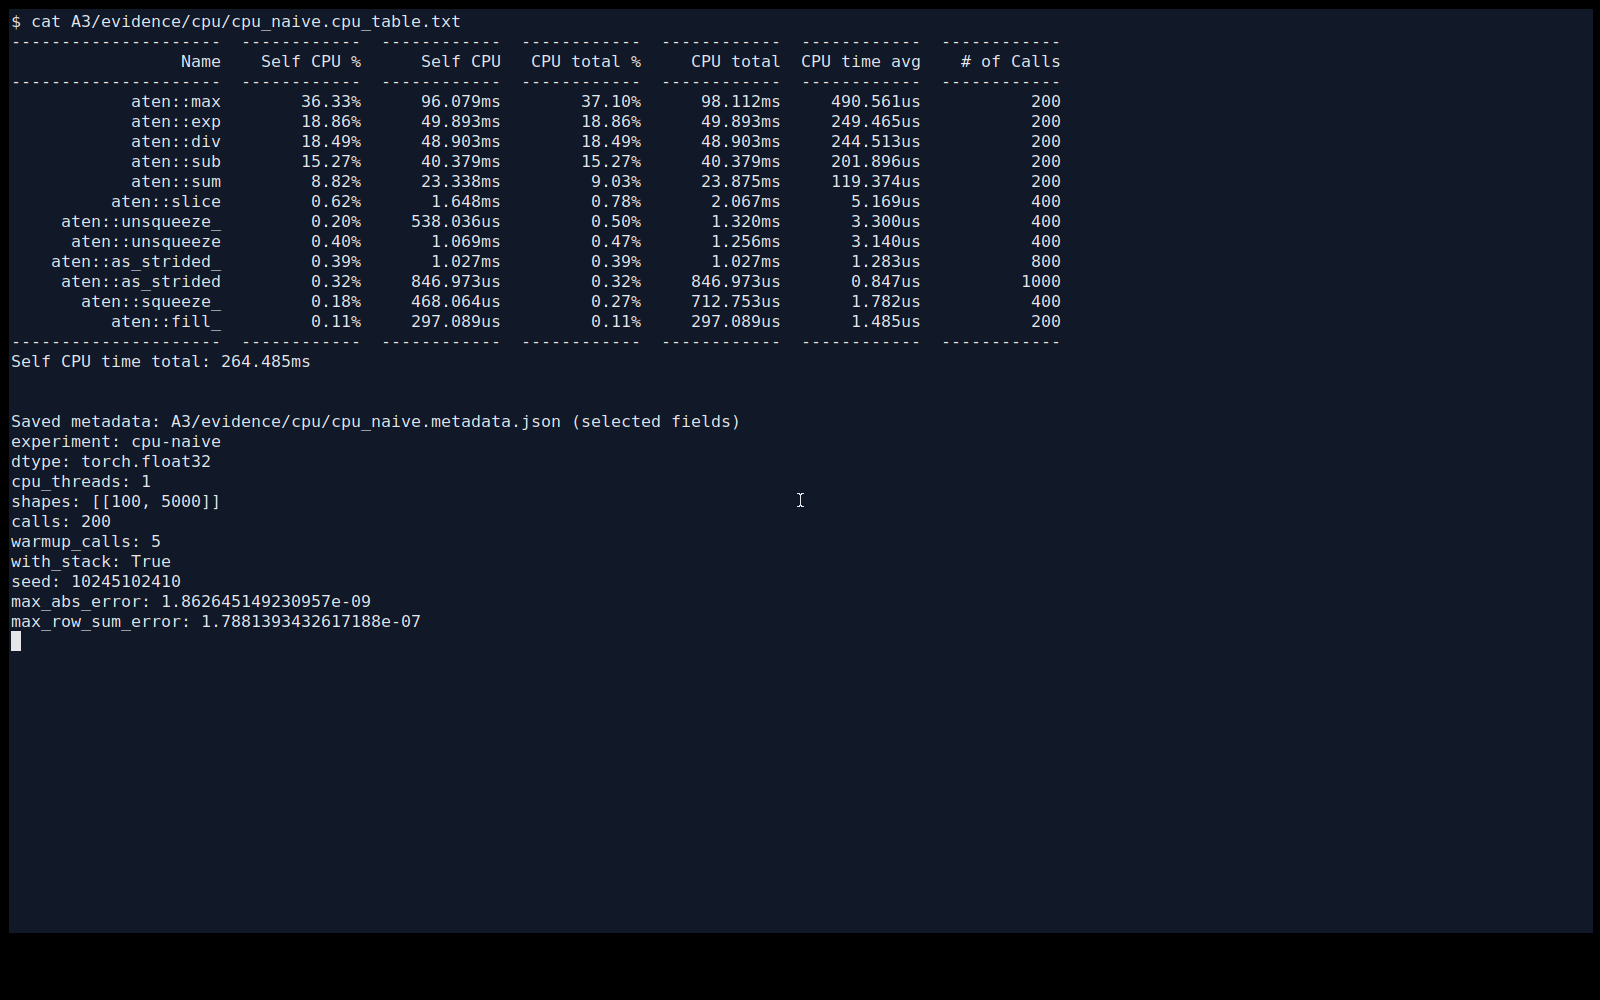 $ cat A3/evidence/cpu/cpu_naive.cpu_table.txt
---------------------  ------------  ------------  ------------  ------------  ------------  ------------
                 Name    Self CPU %      Self CPU   CPU total %     CPU total  CPU time avg    # of Calls
---------------------  ------------  ------------  ------------  ------------  ------------  ------------
            aten::max        36.33%      96.079ms        37.10%      98.112ms     490.561us           200
            aten::exp        18.86%      49.893ms        18.86%      49.893ms     249.465us           200
            aten::div        18.49%      48.903ms        18.49%      48.903ms     244.513us           200
            aten::sub        15.27%      40.379ms        15.27%      40.379ms     201.896us           200
            aten::sum         8.82%      23.338ms         9.03%      23.875ms     119.374us           200
          aten::slice         0.62%       1.648ms         0.78%       2.067ms       5.169us           400
     aten::unsqueeze_         0.20%     538.036us         0.50%       1.320ms       3.300us           400
      aten::unsqueeze         0.40%       1.069ms         0.47%       1.256ms       3.140us           400
    aten::as_strided_         0.39%       1.027ms         0.39%       1.027ms       1.283us           800
     aten::as_strided         0.32%     846.973us         0.32%     846.973us       0.847us          1000
       aten::squeeze_         0.18%     468.064us         0.27%     712.753us       1.782us           400
          aten::fill_         0.11%     297.089us         0.11%     297.089us       1.485us           200
---------------------  ------------  ------------  ------------  ------------  ------------  ------------
Self CPU time total: 264.485ms
Saved metadata: A3/evidence/cpu/cpu_naive.metadata.json (selected fields)
experiment: cpu-naive
dtype: torch.float32
cpu_threads: 1
shapes: [[100, 5000]]
calls: 200
warmup_calls: 5
with_stack: True
seed: 10245102410
max_abs_error: 1.862645149230957e-09
max_row_sum_error: 1.7881393432617188e-07